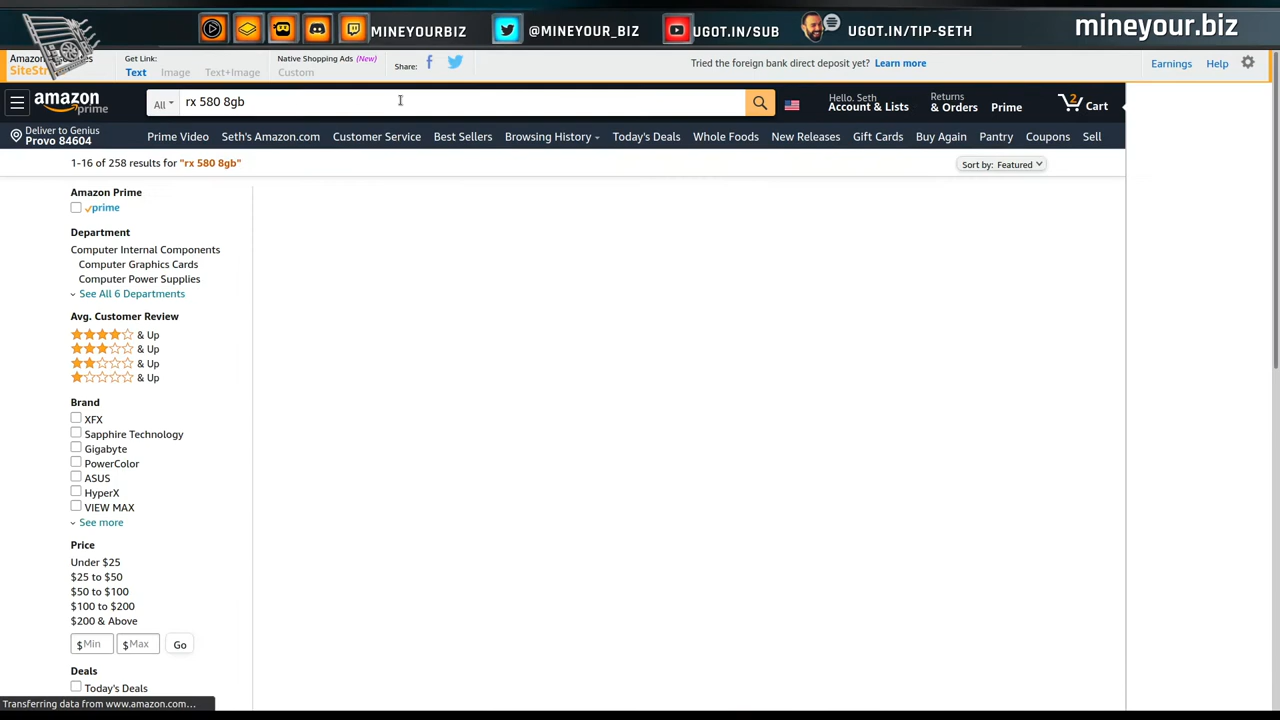 MINEYOURBIZ
@MINEYOUR_BIZ
UGOT.IN/SUB
UGOT.IN/TIP-SETH
mineyour.biz
Get Link:
Text Image Text+Image
Native Shopping Ads (New)
Custom
Share:
Tried the foreign bank direct deposit yet? Learn more
Earnings Help
amazon
prime
All
rx 580 8gb
Hello, Seth
Account & Lists
Returns
& Orders
Prime
2
Cart
Deliver to Genius
Provo 84604
Prime Video Seth's Amazon.com Customer Service Best Sellers Browsing History Today's Deals Whole Foods New Releases Gift Cards Buy Again Pantry Coupons Sell
1-16 of 258 results for "rx 580 8gb"
Sort by: Featured
Amazon Prime
prime
Department
Computer Internal Components
Computer Graphics Cards
Computer Power Supplies
See All 6 Departments
Avg. Customer Review
& Up
& Up
& Up
& Up
Brand
XFX
Sapphire Technology
Gigabyte
PowerColor
ASUS
HyperX
VIEW MAX
See more
Price
Under $25
$25 to $50
$50 to $100
$100 to $200
$200 & Above
$ Min $ Max Go
Deals
Today's Deals
Transferring data from www.amazon.com...